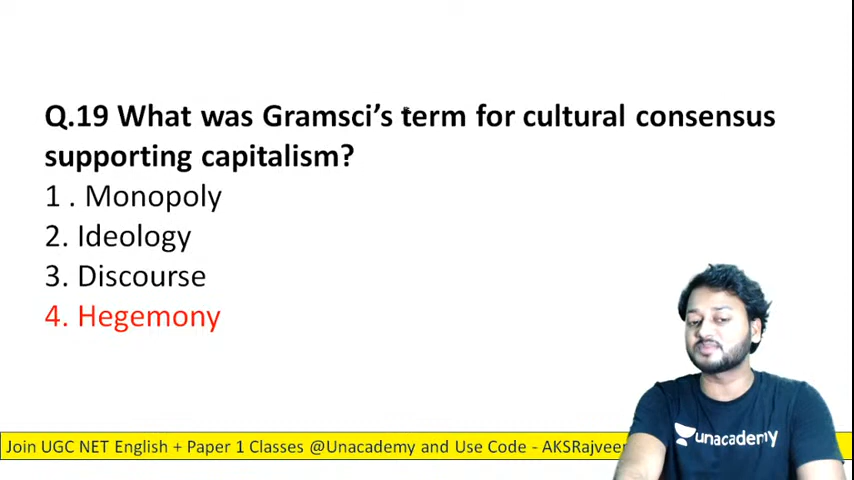 Q.19 What was Gramsci's term for cultural consensus
supporting capitalism?
1 . Monopoly
2. Ideology
3. Discourse
4. Hegemony
unacademy
Join UGC NET English + Paper 1 Classes @Unacademy and Use Code - AKSRajveer